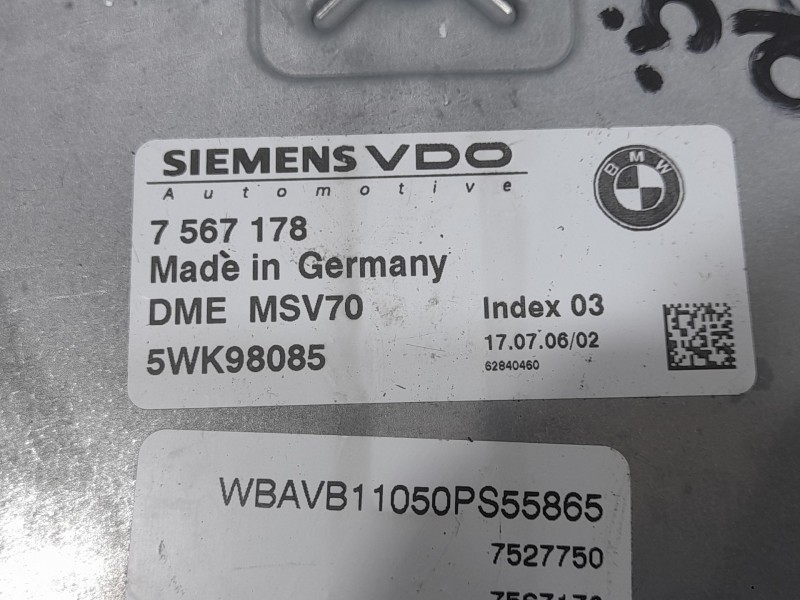 SIEMENS VDO
Automotive
BMW
7 567 178
Made in Germany
DME MSV70
Index 03
5WK98085
17.07.06/02
62840460
WBAVB11050PS55865
7527750